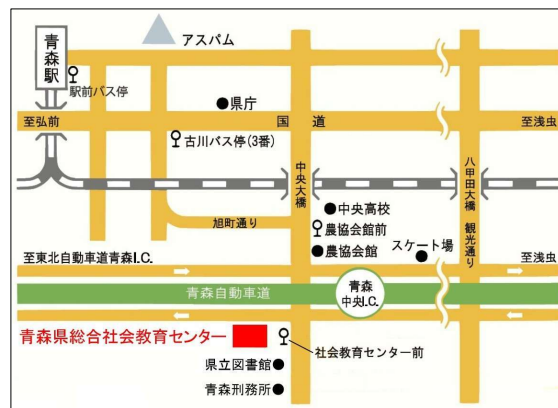 アスパム
青森駅
駅前バス停
県庁
至弘前
国道
至浅虫
古川バス停(3番)
中央大橋
八甲田大橋
観光通り
中央高校
旭町通り
農協会館前
農協会館
スケート場
至東北自動車道青森I.C.
至浅虫
青森自動車道
青森
中央I.C.
青森県総合社会教育センター
社会教育センター前
県立図書館
青森刑務所